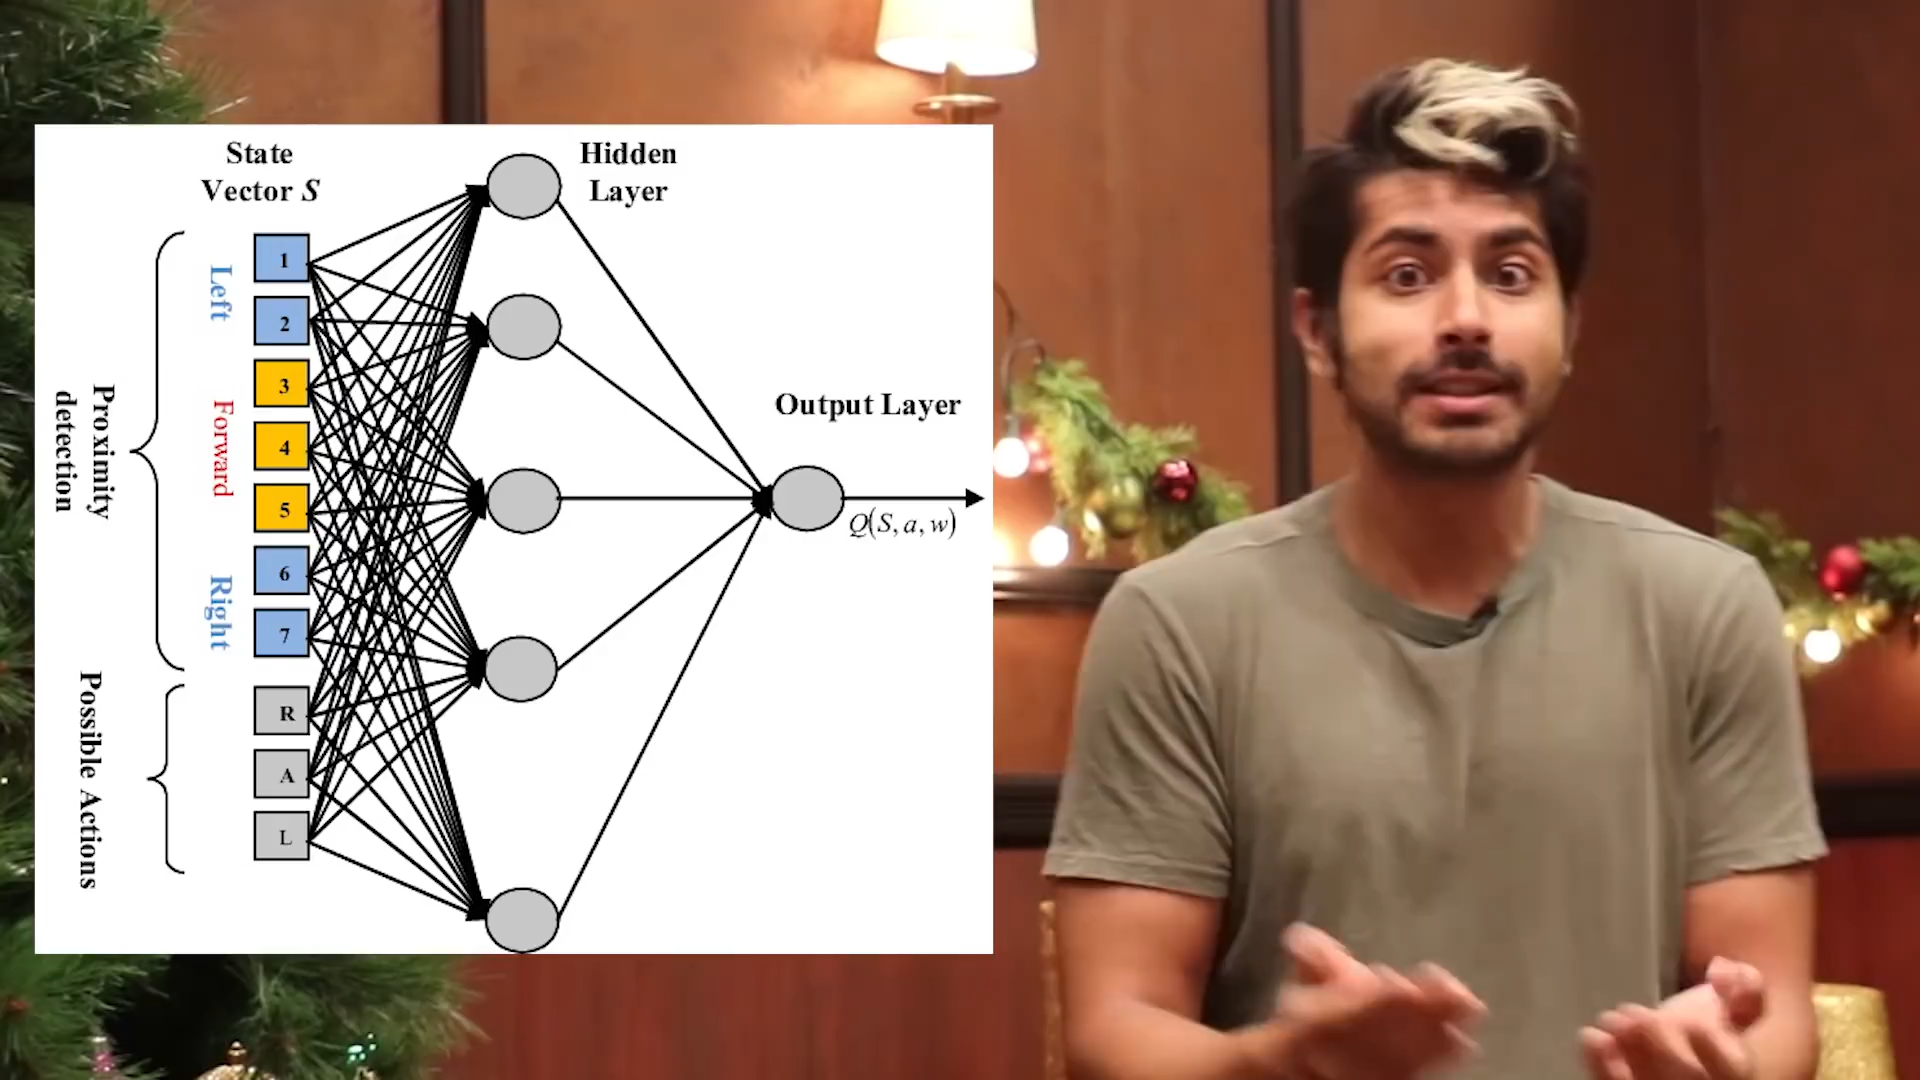 State
Vector S
Hidden
Layer
Output Layer
Q(S, a, w)
Proximity
detection
Left
Forward
Right
1
2
3
4
5
6
7
Possible Actions
R
A
L